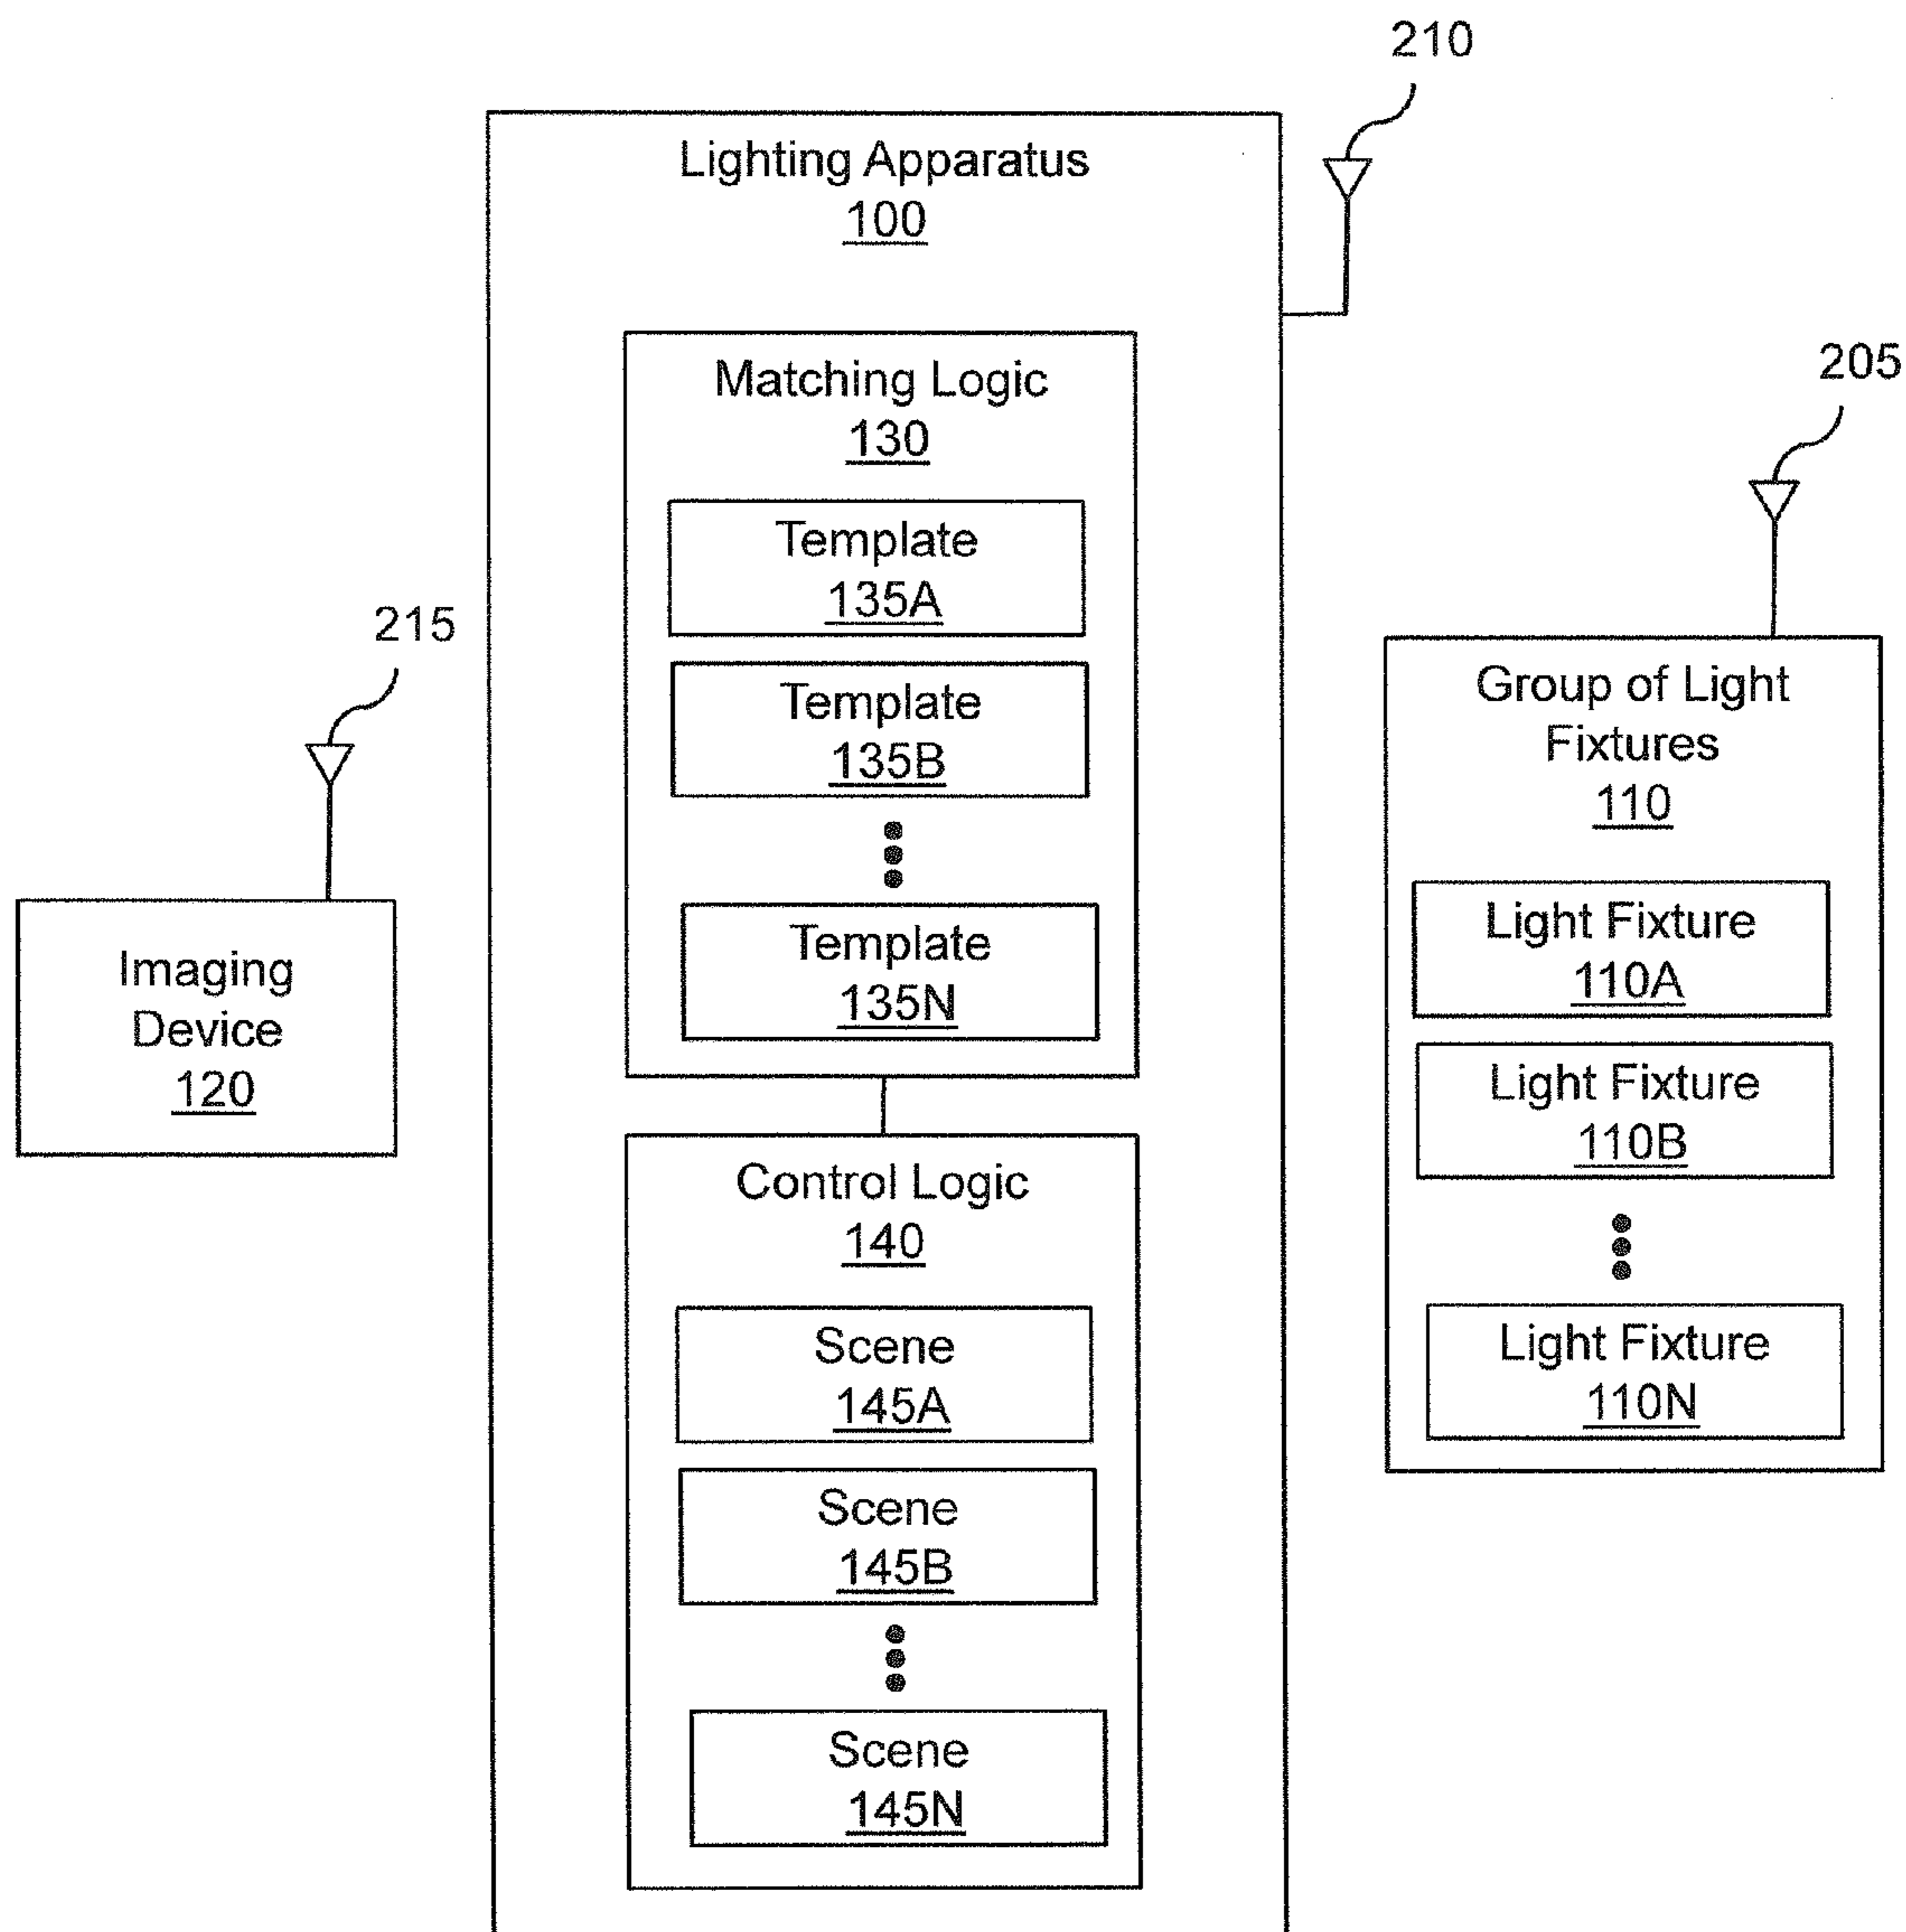 210
Lighting Apparatus
100
205
Matching Logic
130
Template
135A
215
Template
135B
Template
135N
Imaging
Device
120
Group of Light
Fixtures
110
Light Fixture
110A
Light Fixture
110B
Light Fixture
110N
Control Logic
140
Scene
145A
Scene
145B
Scene
145N